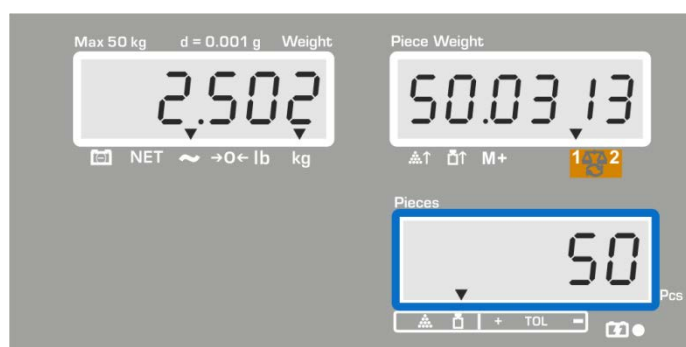 Max 50 kg d = 0.001 g Weight
Piece Weight
2.502
50.0313
NET →0← lb kg
M+
1 2
Pieces
50
Pcs
+ TOL -